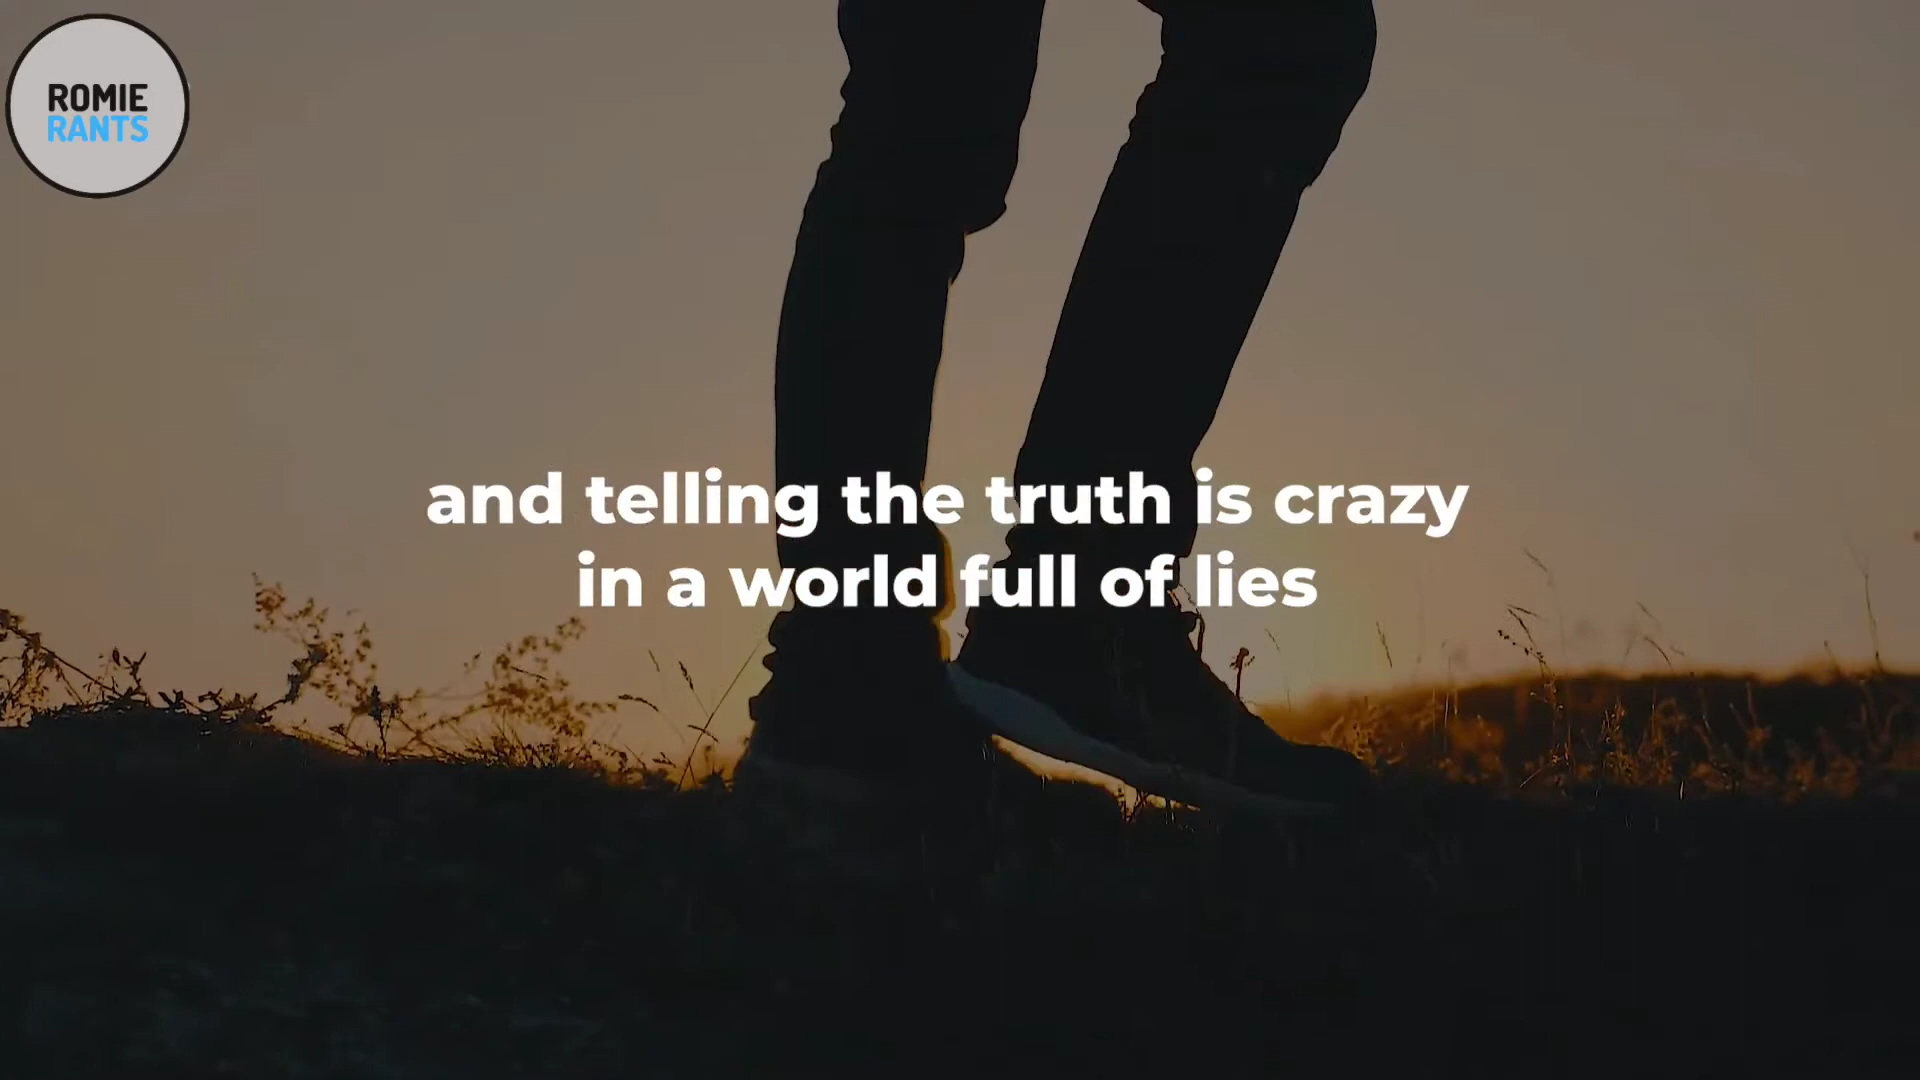 ROMIE
RANTS
and telling the truth is crazy
in a world full of lies